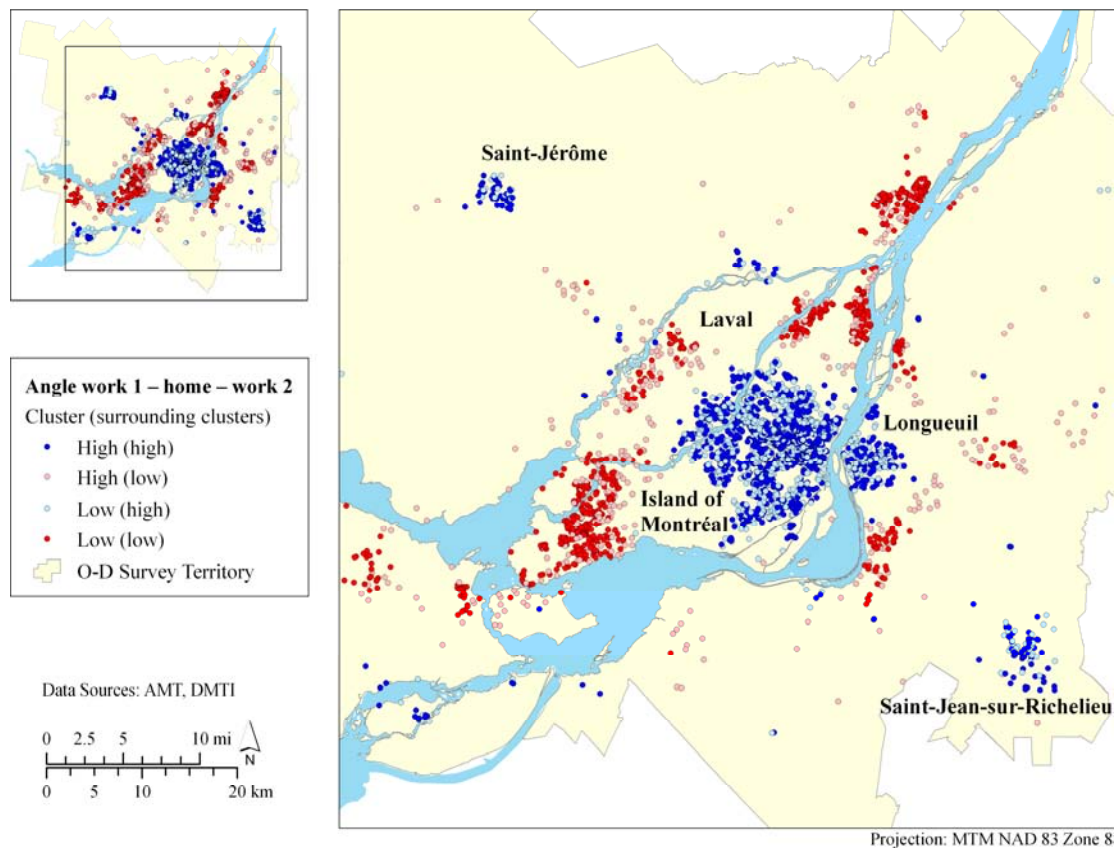 Angle work 1 – home – work 2
Cluster (surrounding clusters)
High (high)
High (low)
Low (high)
Low (low)
O-D Survey Territory
Data Sources: AMT, DMTI
0 2.5 5 10 mi
N
0 5 10 20 km
Saint-Jérôme
Laval
Longueuil
Island of
Montréal
Saint-Jean-sur-Richelieu
Projection: MTM NAD 83 Zone 8